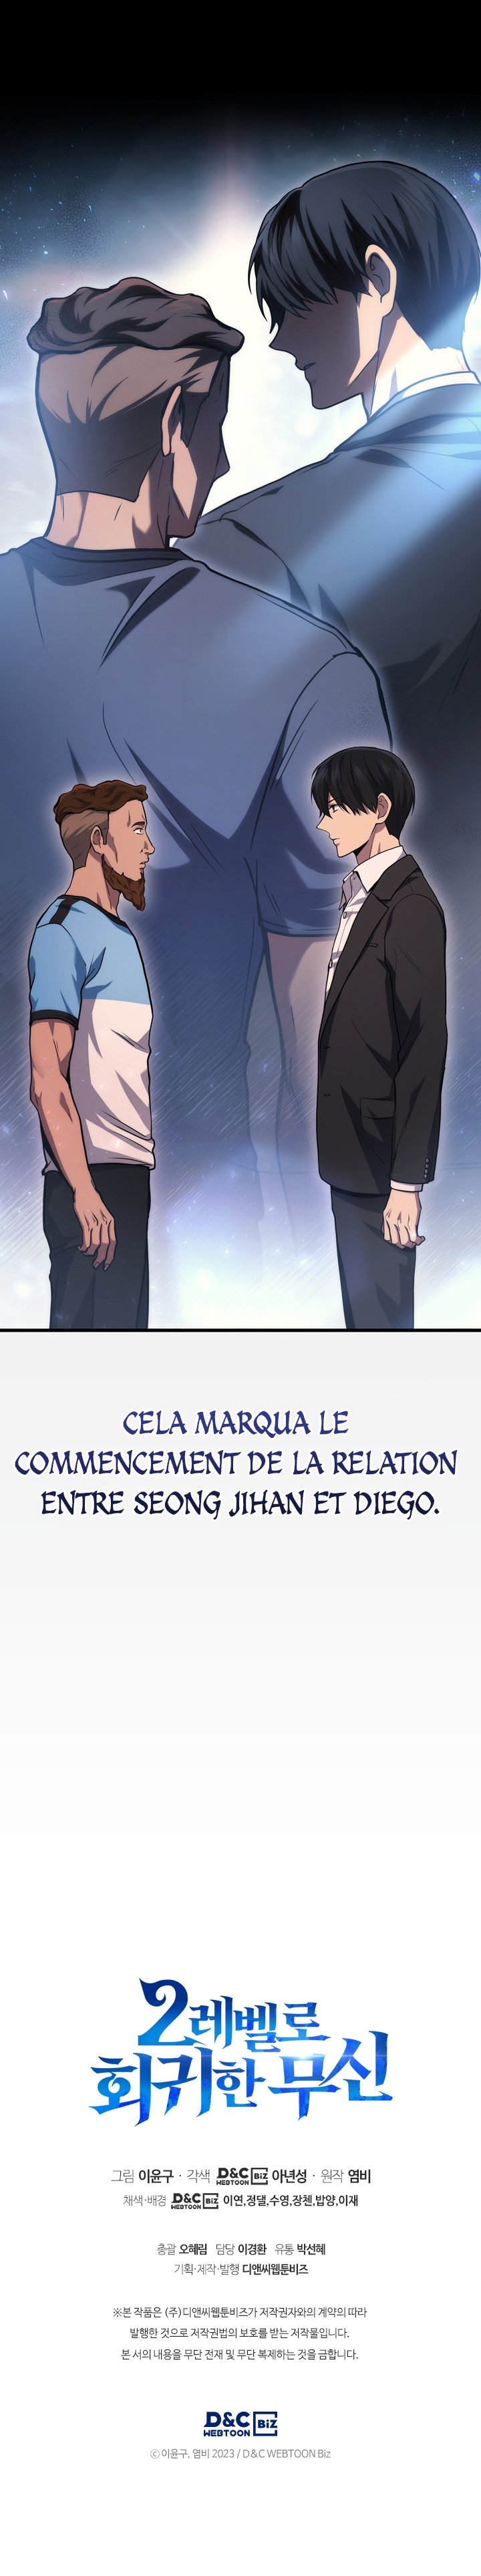 CELA MARQUA LE
COMMENCEMENT DE LA RELATION
ENTRE SEONG JIHAN ET DIEGO.
2레벨로
회귀한 무신
그림 이윤구 · 각색 D&C WEBTOON BiZ 아년성 · 원작 염비
채색·배경 D&C WEBTOON BiZ 이연,정댈,수영,장첸,밥양,이재
총괄 오혜림 담당 이경환 유통 박선혜
기획·제작·발행 디앤씨웹툰비즈
※본 작품은 (주)디앤씨웹툰비즈가 저작권자와의 계약의 따라
발행한 것으로 저작권법의 보호를 받는 저작물입니다.
본 서의 내용을 무단 전재 및 무단 복제하는 것을 금합니다.
D&C BiZ
WEBTOON
ⓒ 이윤구, 염비 2023 / D&C WEBTOON Biz